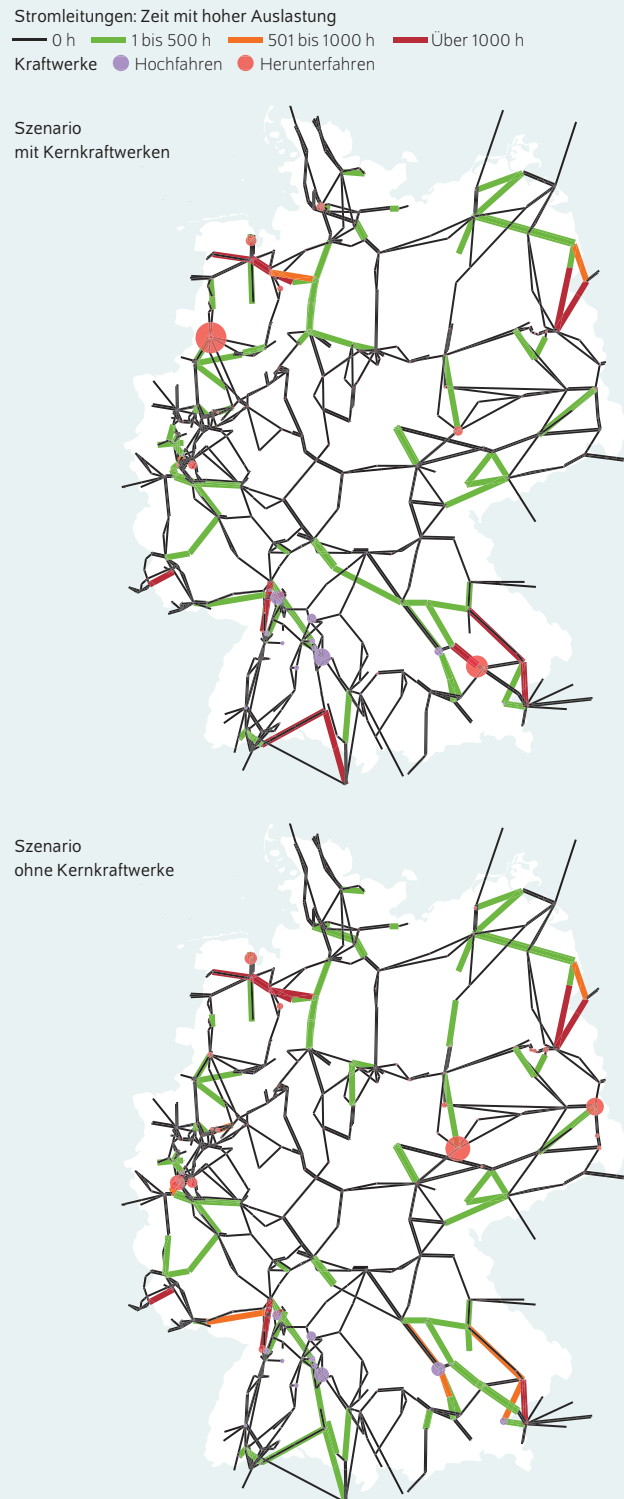 Stromleitungen: Zeit mit hoher Auslastung
0 h 1 bis 500 h 501 bis 1000 h Über 1000 h
Kraftwerke Hochfahren Herunterfahren
Szenario
mit Kernkraftwerken
Szenario
ohne Kernkraftwerke